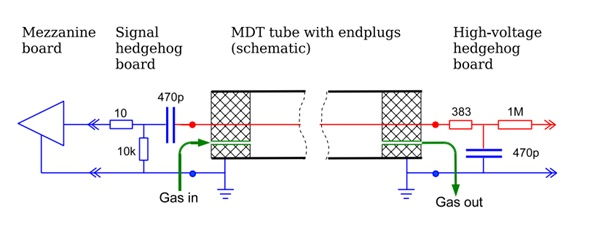 Mezzanine
board
Signal
hedgehog
board
MDT tube with endplugs
(schematic)
High-voltage
hedgehog
board
470p
10
10k
383
1M
470p
Gas in
Gas out